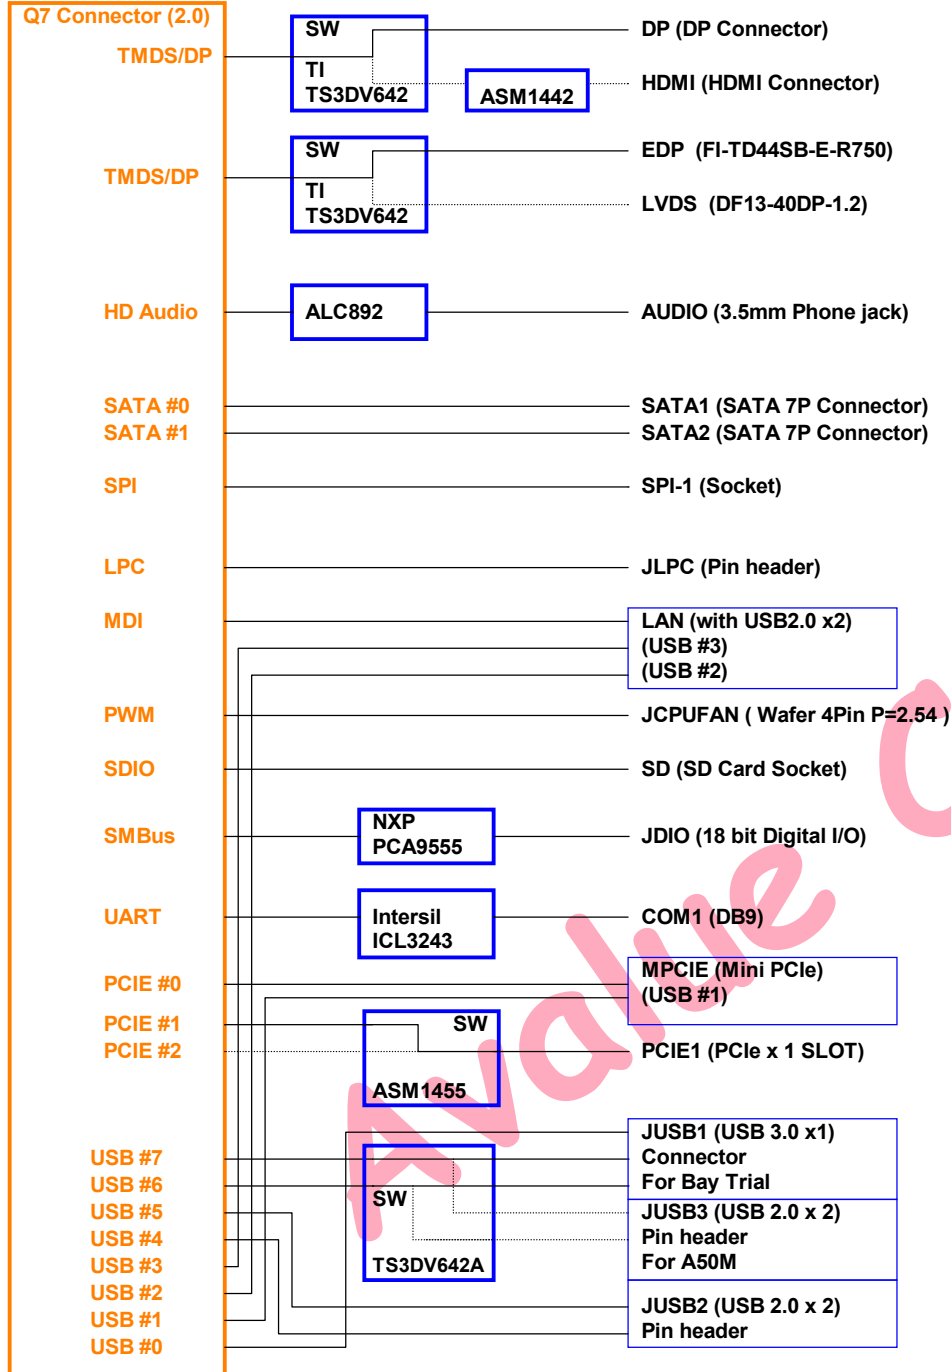 Q7 Connector (2.0)
TMDS/DP
SW
TI
TS3DV642
ASM1442
DP (DP Connector)
HDMI (HDMI Connector)
TMDS/DP
SW
TI
TS3DV642
EDP (FI-TD44SB-E-R750)
LVDS (DF13-40DP-1.2)
HD Audio
ALC892
AUDIO (3.5mm Phone jack)
SATA #0
SATA1 (SATA 7P Connector)
SATA #1
SATA2 (SATA 7P Connector)
SPI
SPI-1 (Socket)
LPC
JLPC (Pin header)
MDI
LAN (with USB2.0 x2)
(USB #3)
(USB #2)
PWM
JCPUFAN ( Wafer 4Pin P=2.54 )
SDIO
SD (SD Card Socket)
SMBus
NXP
PCA9555
JDIO (18 bit Digital I/O)
UART
Intersil
ICL3243
COM1 (DB9)
PCIE #0
MPCIE (Mini PCIe)
(USB #1)
PCIE #1
PCIE #2
SW
ASM1455
PCIE1 (PCIe x 1 SLOT)
USB #7
USB #6
USB #5
USB #4
USB #3
USB #2
USB #1
USB #0
SW
TS3DV642A
JUSB1 (USB 3.0 x1)
Connector
For Bay Trial
JUSB3 (USB 2.0 x 2)
Pin header
For A50M
JUSB2 (USB 2.0 x 2)
Pin header
Avalue C